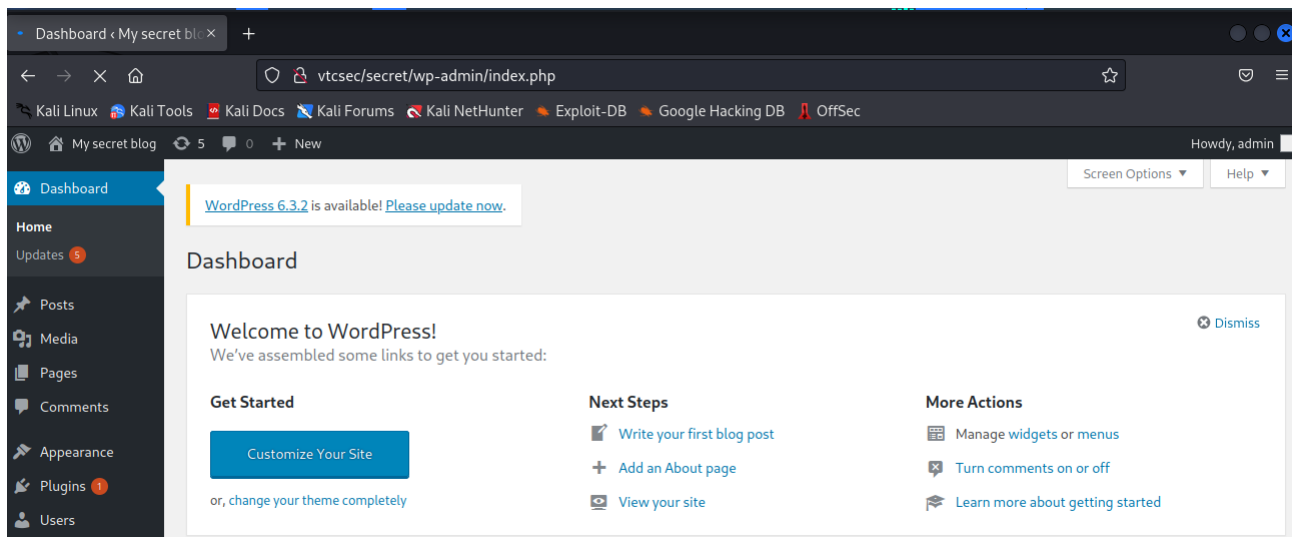 Dashboard ‹ My secret blo
vtcsec/secret/wp-admin/index.php
Kali Linux Kali Tools Kali Docs Kali Forums Kali NetHunter Exploit-DB Google Hacking DB OffSec
My secret blog 5 0 + New Howdy, admin
Dashboard Screen Options Help
WordPress 6.3.2 is available! Please update now.
Home
Updates 5
Dashboard
Posts
Media
Pages
Comments
Appearance
Plugins 1
Users
Welcome to WordPress! Dismiss
We've assembled some links to get you started:
Get Started
Customize Your Site
or, change your theme completely
Next Steps
Write your first blog post
Add an About page
View your site
More Actions
Manage widgets or menus
Turn comments on or off
Learn more about getting started